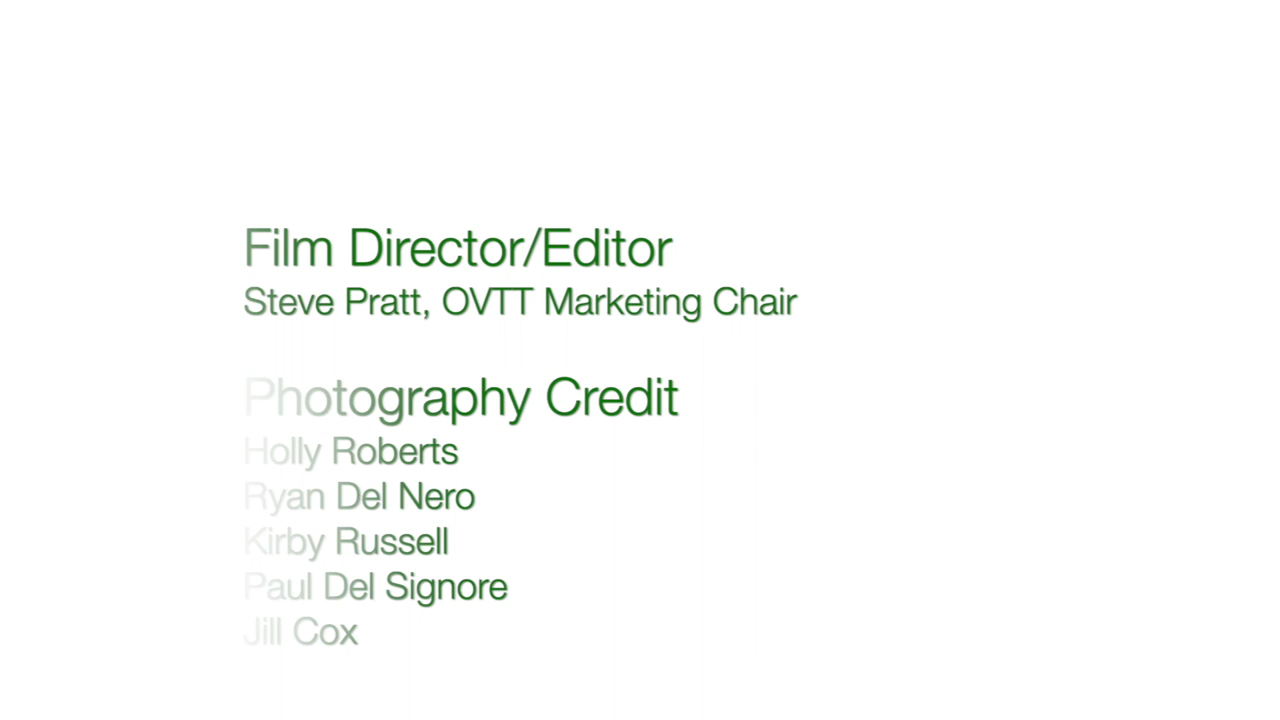 Film Director/Editor
Steve Pratt, OVTT Marketing Chair
Photography Credit
Holly Roberts
Ryan Del Nero
Kirby Russell
Paul Del Signore
Jill Cox